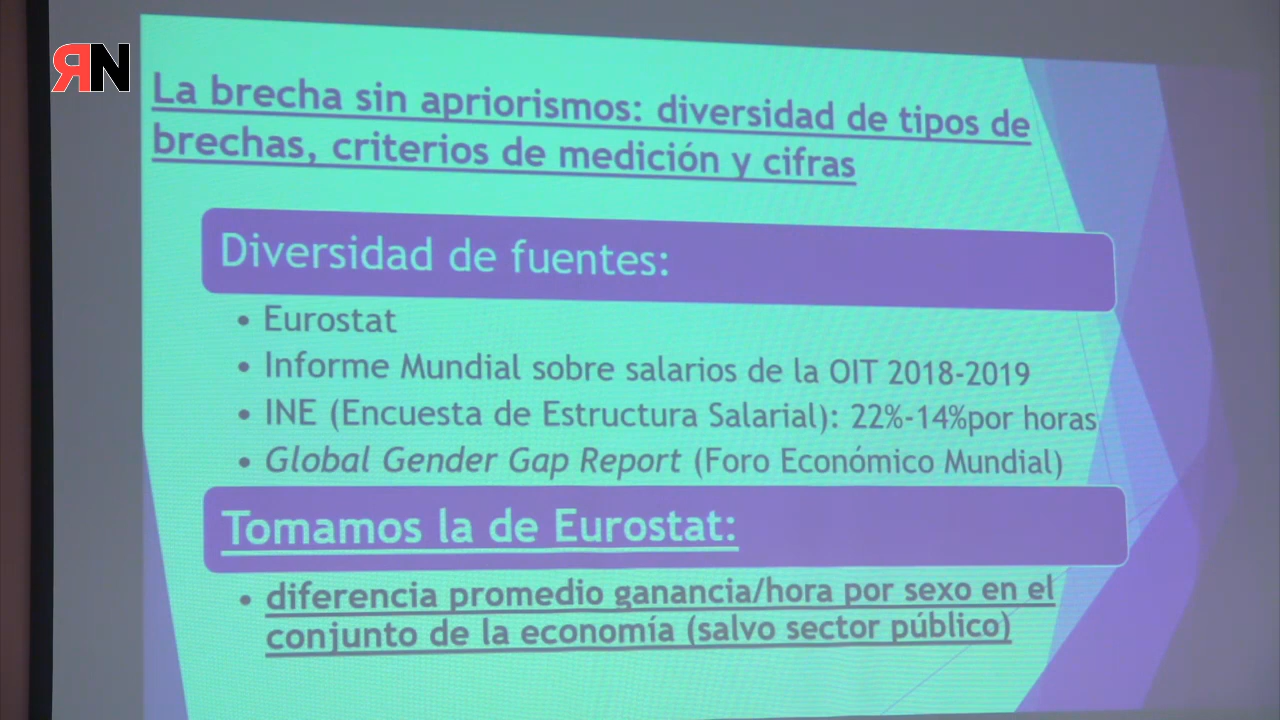 ЯN
La brecha sin apriorismos: diversidad de tipos de
brechas, criterios de medición y cifras
Diversidad de fuentes:
• Eurostat
• Informe Mundial sobre salarios de la OIT 2018-2019
• INE (Encuesta de Estructura Salarial): 22%-14%por horas
• Global Gender Gap Report (Foro Económico Mundial)
Tomamos la de Eurostat:
• diferencia promedio ganancia/hora por sexo en el
conjunto de la economía (salvo sector público)